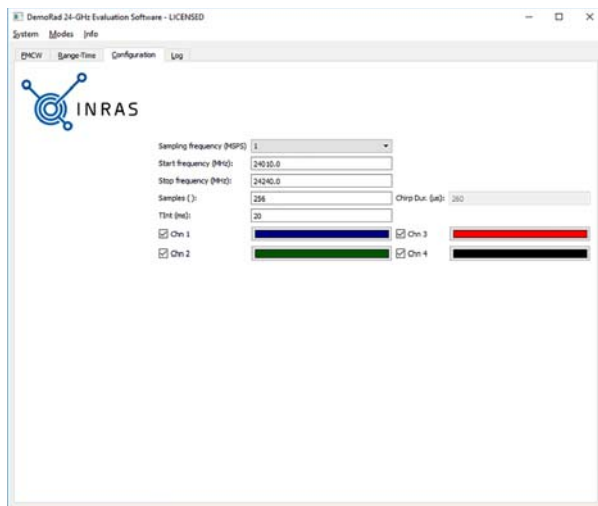 DemoRad 24-GHz Evaluation Software - LICENSED
System Modes Info
FMCW Range-Time Configuration Log
INRAS
Sampling frequency (MSPS) 1
Start frequency (MHz): 24010.0
Stop frequency (MHz): 24240.0
Samples ( ): 256 Chirp Dur. (µs): 260
TInt (ms): 20
Chn 1 Chn 3
Chn 2 Chn 4